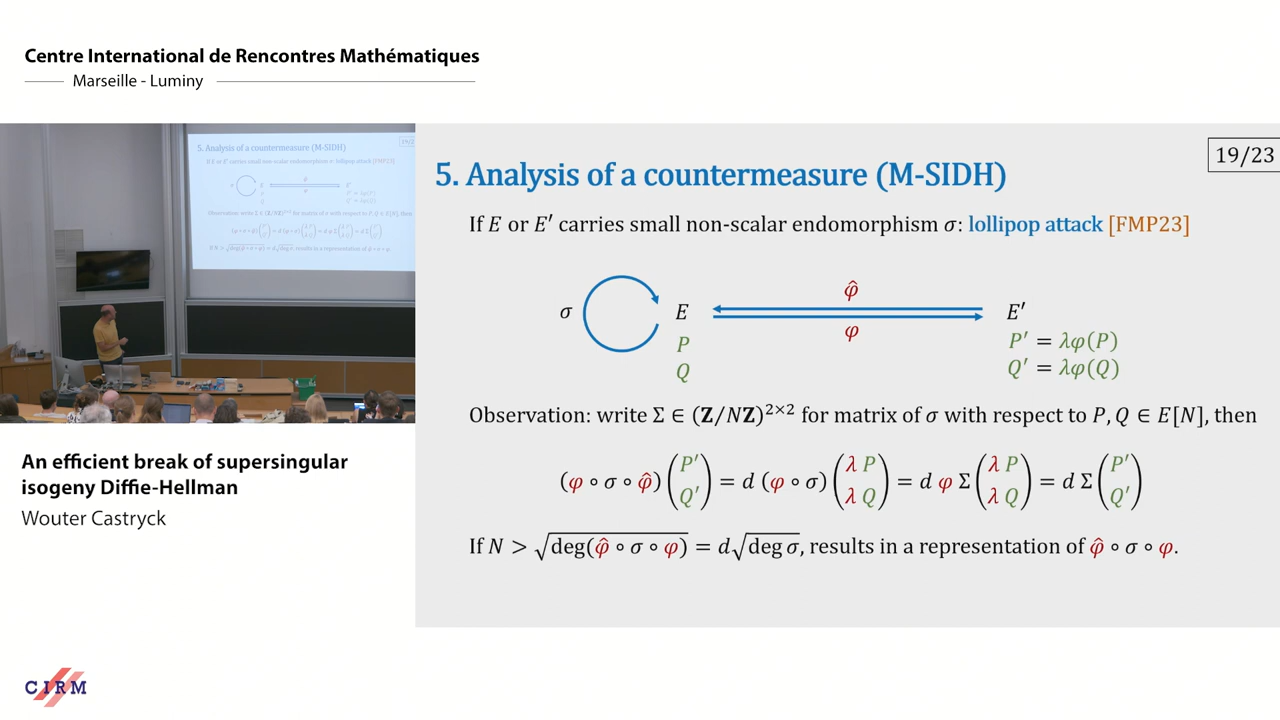 Centre International de Rencontres Mathématiques
Marseille - Luminy
19/23
5. Analysis of a countermeasure (M-SIDH)
If E or E′ carries small non-scalar endomorphism σ: lollipop attack [FMP23]
φ̂
σ E E′
φ
P P′ = λφ(P)
Q Q′ = λφ(Q)
Observation: write Σ ∈ (Z/NZ)²ˣ² for matrix of σ with respect to P, Q ∈ E[N], then
(φ ∘ σ ∘ φ̂) (P′ Q′) = d (φ ∘ σ) (λ P λ Q) = d φ Σ (λ P λ Q) = d Σ (P′ Q′)
If N > √deg(φ̂ ∘ σ ∘ φ) = d√deg σ, results in a representation of φ̂ ∘ σ ∘ φ.
An efficient break of supersingular
isogeny Diffie-Hellman
Wouter Castryck
CIRM